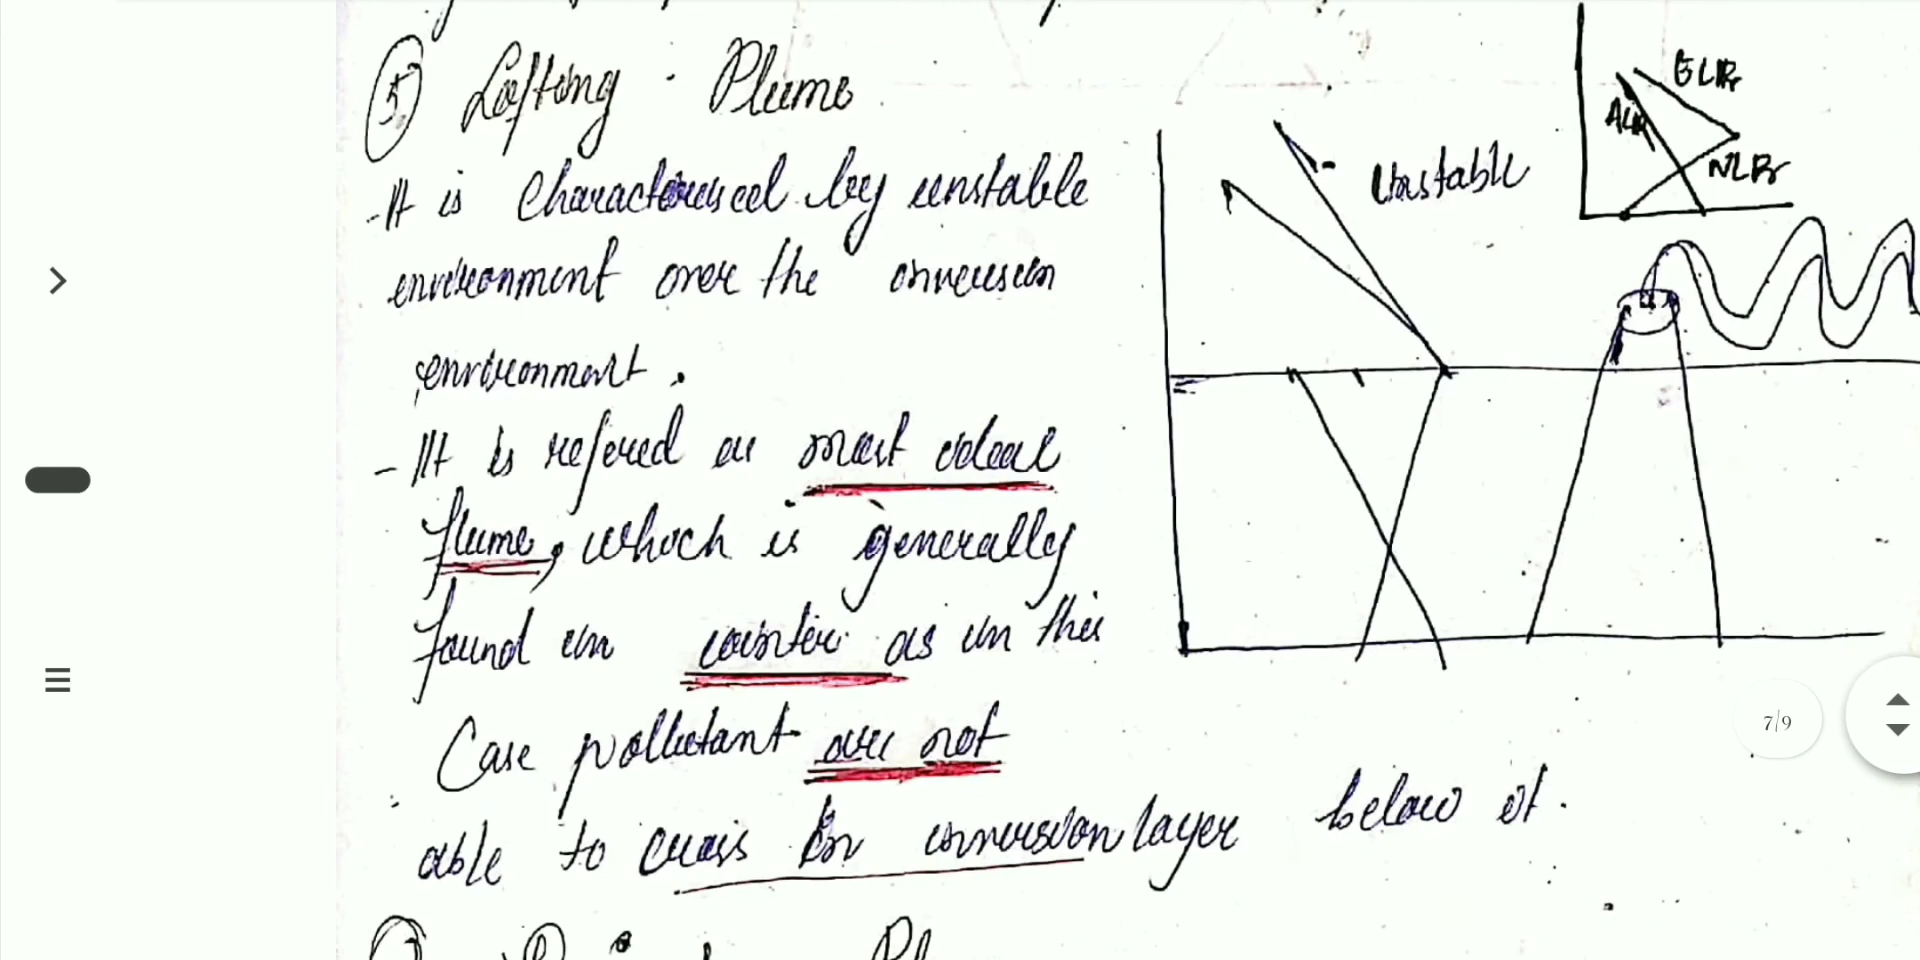 5 Lofting Plume
- It is characterised by unstable
environment over the inversion
environment.
- It is refered as most ideal
flume, which is generally
found in winter as in this
Case pollutant are not
able to cross inversion layer below it.
Unstable
ELR
ALR
NLR
7/9